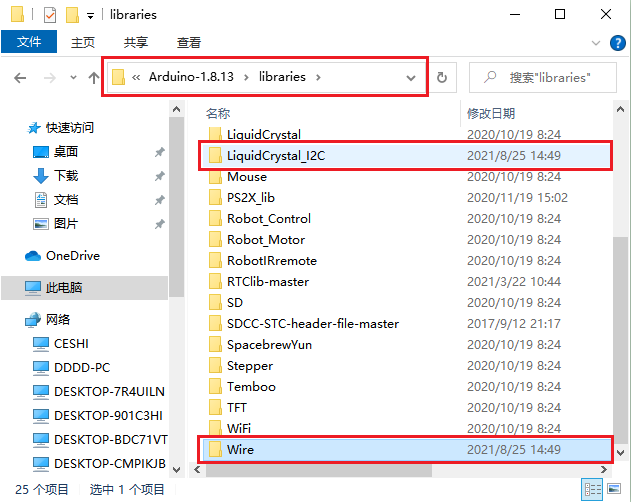 libraries
文件 主页 共享 查看
« Arduino-1.8.13 › libraries › 搜索"libraries"
名称 修改日期
快速访问
桌面
下载
文档
图片
OneDrive
此电脑
网络
CESHI
DDDD-PC
DESKTOP-7R4UILN
DESKTOP-901C3HI
DESKTOP-BDC71VT
DESKTOP-CMPIKJB
LiquidCrystal 2020/10/19 8:24
LiquidCrystal_I2C 2021/8/25 14:49
Mouse 2020/10/19 8:24
PS2X_lib 2020/11/19 15:02
Robot_Control 2020/10/19 8:24
Robot_Motor 2020/10/19 8:24
RobotIRremote 2020/10/19 8:24
RTClib-master 2021/3/22 10:44
SD 2020/10/19 8:24
SDCC-STC-header-file-master 2017/9/12 21:17
SpacebrewYun 2020/10/19 8:24
Stepper 2020/10/19 8:24
Temboo 2020/10/19 8:24
TFT 2020/10/19 8:24
WiFi 2020/10/19 8:24
Wire 2021/8/25 14:49
25 个项目 选中 1 个项目